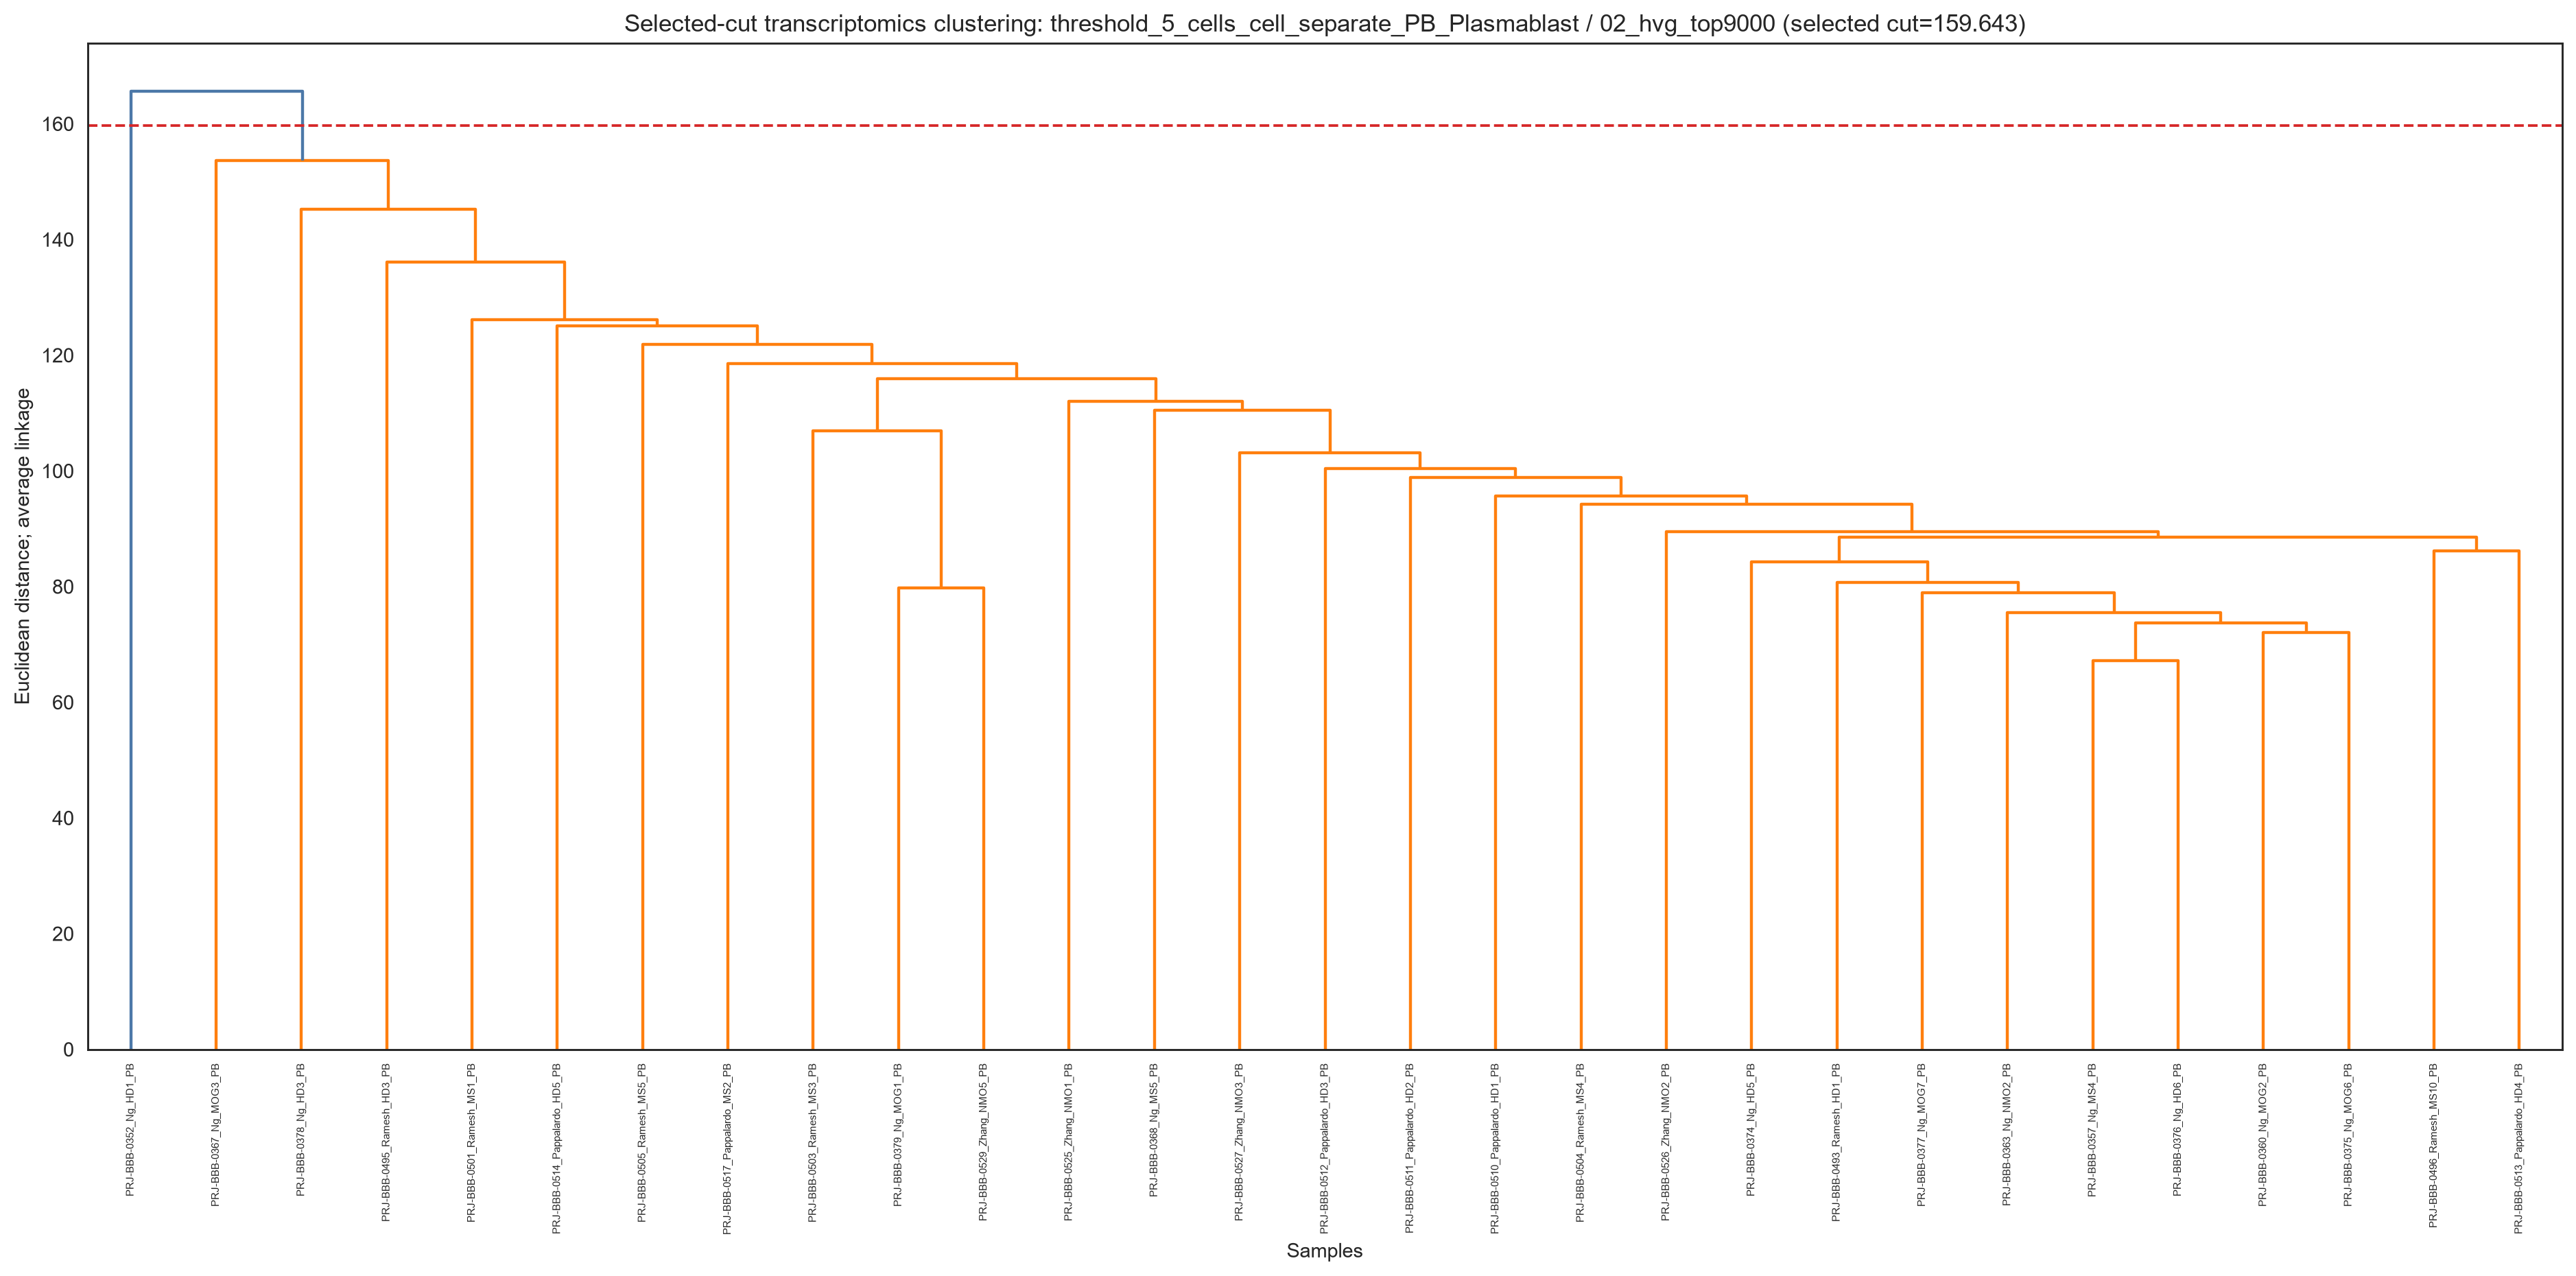 Selected-cut transcriptomics clustering: threshold_5_cells_cell_separate_PB_Plasmablast / 02_hvg_top9000 (selected cut=159.643)
Euclidean distance; average linkage
160
140
120
100
80
60
40
20
0
PRJ-BBB-0352_Ng_HD1_PB
PRJ-BBB-0367_Ng_MOG3_PB
PRJ-BBB-0378_Ng_HD3_PB
PRJ-BBB-0495_Ramesh_HD3_PB
PRJ-BBB-0501_Ramesh_MS1_PB
PRJ-BBB-0514_Pappalardo_HD5_PB
PRJ-BBB-0505_Ramesh_MS5_PB
PRJ-BBB-0517_Pappalardo_MS2_PB
PRJ-BBB-0503_Ramesh_MS3_PB
PRJ-BBB-0379_Ng_MOG1_PB
PRJ-BBB-0529_Zhang_NMO5_PB
PRJ-BBB-0525_Zhang_NMO1_PB
PRJ-BBB-0368_Ng_MS5_PB
PRJ-BBB-0527_Zhang_NMO3_PB
PRJ-BBB-0512_Pappalardo_HD3_PB
PRJ-BBB-0511_Pappalardo_HD2_PB
PRJ-BBB-0510_Pappalardo_HD1_PB
PRJ-BBB-0504_Ramesh_MS4_PB
PRJ-BBB-0526_Zhang_NMO2_PB
PRJ-BBB-0374_Ng_HD5_PB
PRJ-BBB-0493_Ramesh_HD1_PB
PRJ-BBB-0377_Ng_MOG7_PB
PRJ-BBB-0363_Ng_NMO2_PB
PRJ-BBB-0357_Ng_MS4_PB
PRJ-BBB-0376_Ng_HD6_PB
PRJ-BBB-0360_Ng_MOG2_PB
PRJ-BBB-0375_Ng_MOG6_PB
PRJ-BBB-0496_Ramesh_MS10_PB
PRJ-BBB-0513_Pappalardo_HD4_PB
Samples